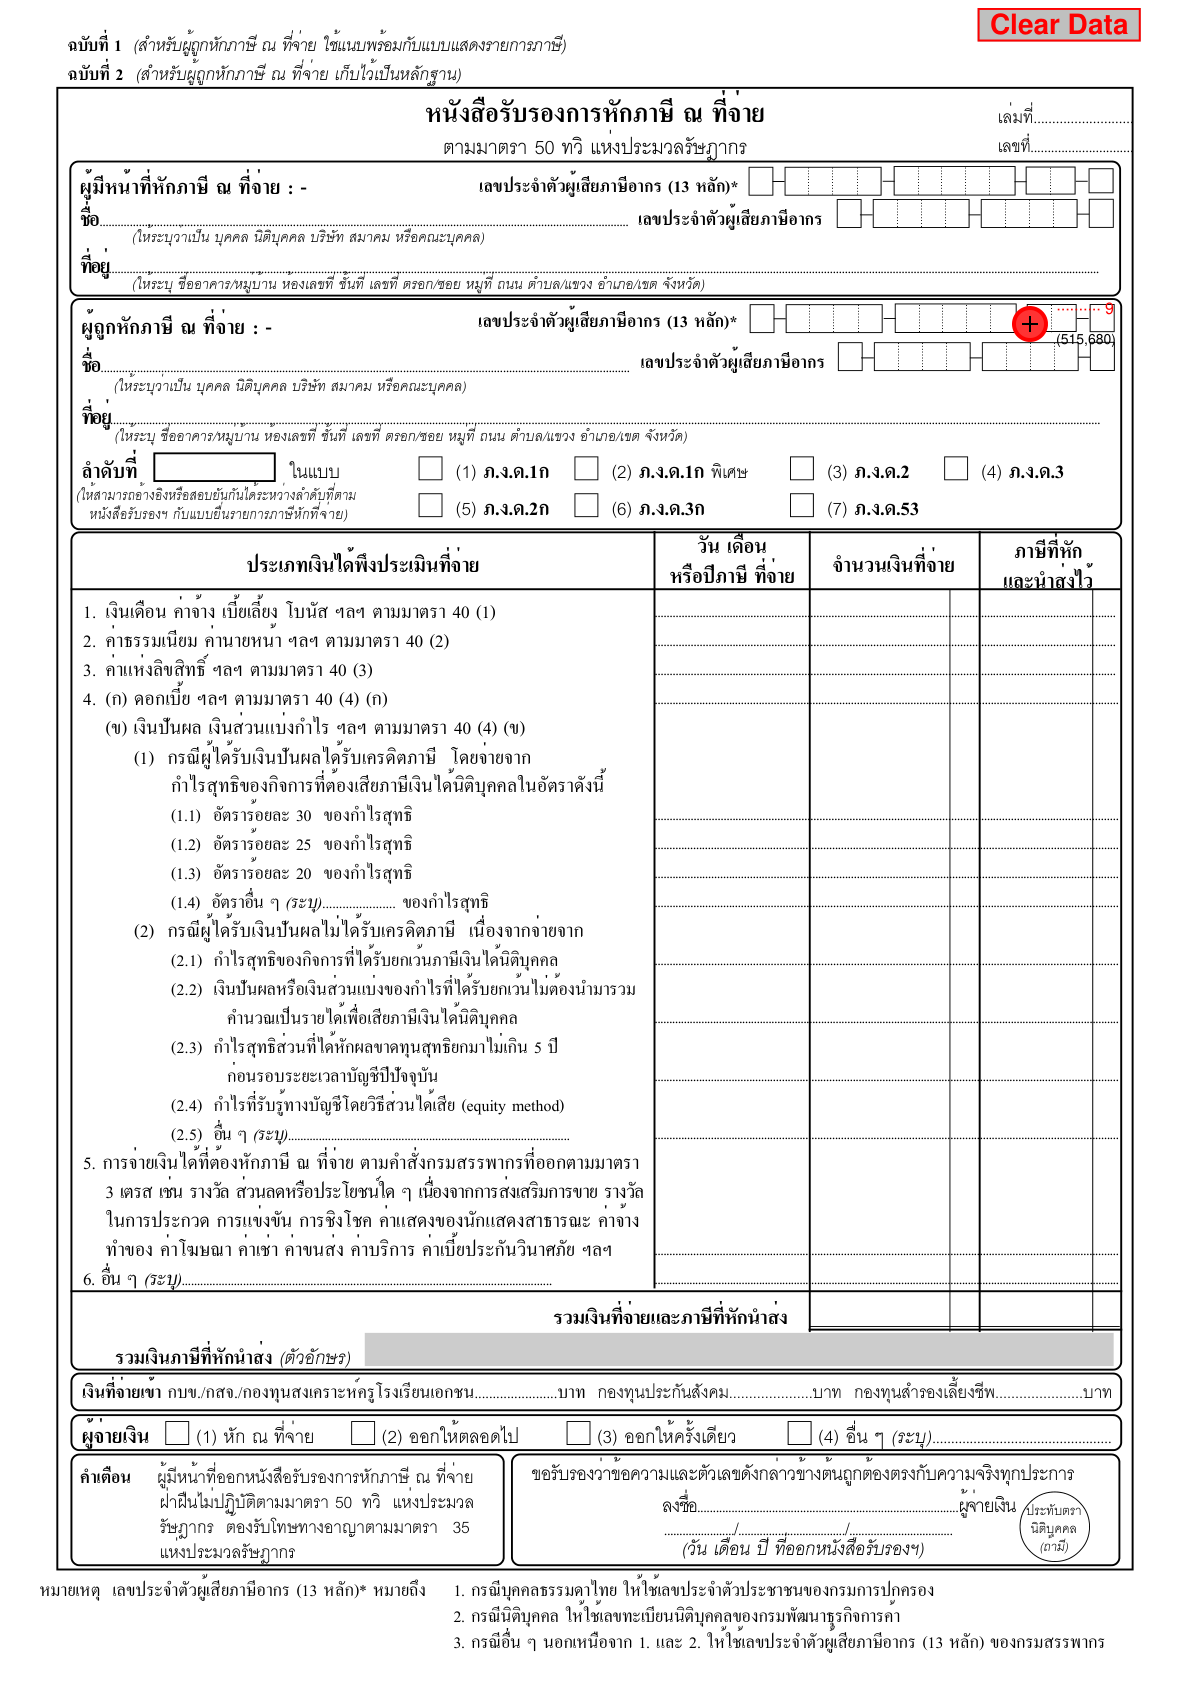 Clear Data
ฉบับที่ 1 (สำหรับผู้ถูกหักภาษี ณ ที่จ่าย ใช้แนบพร้อมกับแบบแสดงรายการภาษี)
ฉบับที่ 2 (สำหรับผู้ถูกหักภาษี ณ ที่จ่าย เก็บไว้เป็นหลักฐาน)
หนังสือรับรองการหักภาษี ณ ที่จ่าย
เล่มที่..........................
ตามมาตรา 50 ทวิ แห่งประมวลรัษฎากร
เลขที่..........................
ผู้มีหน้าที่หักภาษี ณ ที่จ่าย : -
เลขประจำตัวผู้เสียภาษีอากร (13 หลัก)*
ชื่อ.......... เลขประจำตัวผู้เสียภาษีอากร
(ให้ระบุว่าเป็น บุคคล นิติบุคคล บริษัท สมาคม หรือคณะบุคคล)
ที่อยู่..........
(ให้ระบุ ชื่ออาคาร/หมู่บ้าน ห้องเลขที่ ชั้นที่ เลขที่ ตรอก/ซอย หมู่ที่ ถนน ตำบล/แขวง อำเภอ/เขต จังหวัด)
ผู้ถูกหักภาษี ณ ที่จ่าย : -
เลขประจำตัวผู้เสียภาษีอากร (13 หลัก)*
.......... 9
(515,680)
ชื่อ.......... เลขประจำตัวผู้เสียภาษีอากร
(ให้ระบุว่าเป็น บุคคล นิติบุคคล บริษัท สมาคม หรือคณะบุคคล)
ที่อยู่..........
(ให้ระบุ ชื่ออาคาร/หมู่บ้าน ห้องเลขที่ ชั้นที่ เลขที่ ตรอก/ซอย หมู่ที่ ถนน ตำบล/แขวง อำเภอ/เขต จังหวัด)
ลำดับที่ ในแบบ (1) ภ.ง.ด.1ก (2) ภ.ง.ด.1ก พิเศษ (3) ภ.ง.ด.2 (4) ภ.ง.ด.3
(ให้สามารถอ้างอิงหรือสอบยันกันได้ระหว่างลำดับที่ตาม
หนังสือรับรองฯ กับแบบยื่นรายการภาษีหักที่จ่าย)
(5) ภ.ง.ด.2ก (6) ภ.ง.ด.3ก (7) ภ.ง.ด.53
ประเภทเงินได้พึงประเมินที่จ่าย
วัน เดือน
หรือปีภาษี ที่จ่าย
จำนวนเงินที่จ่าย
ภาษีที่หัก
และนำส่งไว้
1. เงินเดือน ค่าจ้าง เบี้ยเลี้ยง โบนัส ฯลฯ ตามมาตรา 40 (1)
2. ค่าธรรมเนียม ค่านายหน้า ฯลฯ ตามมาตรา 40 (2)
3. ค่าแห่งลิขสิทธิ์ ฯลฯ ตามมาตรา 40 (3)
4. (ก) ดอกเบี้ย ฯลฯ ตามมาตรา 40 (4) (ก)
(ข) เงินปันผล เงินส่วนแบ่งกำไร ฯลฯ ตามมาตรา 40 (4) (ข)
(1) กรณีผู้ได้รับเงินปันผลได้รับเครดิตภาษี โดยจ่ายจาก
กำไรสุทธิของกิจการที่ต้องเสียภาษีเงินได้นิติบุคคลในอัตราดังนี้
(1.1) อัตราร้อยละ 30 ของกำไรสุทธิ
(1.2) อัตราร้อยละ 25 ของกำไรสุทธิ
(1.3) อัตราร้อยละ 20 ของกำไรสุทธิ
(1.4) อัตราอื่น ๆ (ระบุ)...................... ของกำไรสุทธิ
(2) กรณีผู้ได้รับเงินปันผลไม่ได้รับเครดิตภาษี เนื่องจากจ่ายจาก
(2.1) กำไรสุทธิของกิจการที่ได้รับยกเว้นภาษีเงินได้นิติบุคคล
(2.2) เงินปันผลหรือเงินส่วนแบ่งของกำไรที่ได้รับยกเว้นไม่ต้องนำมารวม
คำนวณเป็นรายได้เพื่อเสียภาษีเงินได้นิติบุคคล
(2.3) กำไรสุทธิส่วนที่ได้หักผลขาดทุนสุทธิยกมาไม่เกิน 5 ปี
ก่อนรอบระยะเวลาบัญชีปีปัจจุบัน
(2.4) กำไรที่รับรู้ทางบัญชีโดยวิธีส่วนได้เสีย (equity method)
(2.5) อื่น ๆ (ระบุ)..........
5. การจ่ายเงินได้ที่ต้องหักภาษี ณ ที่จ่าย ตามคำสั่งกรมสรรพากรที่ออกตามมาตรา
3 เตรส เช่น รางวัล ส่วนลดหรือประโยชน์ใด ๆ เนื่องจากการส่งเสริมการขาย รางวัล
ในการประกวด การแข่งขัน การชิงโชค ค่าแสดงของนักแสดงสาธารณะ ค่าจ้าง
ทำของ ค่าโฆษณา ค่าเช่า ค่าขนส่ง ค่าบริการ ค่าเบี้ยประกันวินาศภัย ฯลฯ
6. อื่น ๆ (ระบุ)..........
รวมเงินที่จ่ายและภาษีที่หักนำส่ง
รวมเงินภาษีที่หักนำส่ง (ตัวอักษร)
เงินที่จ่ายเข้า กบข./กสจ./กองทุนสงเคราะห์ครูโรงเรียนเอกชน....................บาท กองทุนประกันสังคม....................บาท กองทุนสำรองเลี้ยงชีพ.....................บาท
ผู้จ่ายเงิน (1) หัก ณ ที่จ่าย (2) ออกให้ตลอดไป (3) ออกให้ครั้งเดียว (4) อื่น ๆ (ระบุ)..........
คำเตือน ผู้มีหน้าที่ออกหนังสือรับรองการหักภาษี ณ ที่จ่าย
ฝ่าฝืนไม่ปฏิบัติตามมาตรา 50 ทวิ แห่งประมวล
รัษฎากร ต้องรับโทษทางอาญาตามมาตรา 35
แห่งประมวลรัษฎากร
ขอรับรองว่าข้อความและตัวเลขดังกล่าวข้างต้นถูกต้องตรงกับความจริงทุกประการ
ลงชื่อ..........ผู้จ่ายเงิน
................../........................../..........................
(วัน เดือน ปี ที่ออกหนังสือรับรองฯ)
ประทับตรา
นิติบุคคล
(ถ้ามี)
หมายเหตุ เลขประจำตัวผู้เสียภาษีอากร (13 หลัก)* หมายถึง 1. กรณีบุคคลธรรมดาไทย ให้ใช้เลขประจำตัวประชาชนของกรมการปกครอง
2. กรณีนิติบุคคล ให้ใช้เลขทะเบียนนิติบุคคลของกรมพัฒนาธุรกิจการค้า
3. กรณีอื่น ๆ นอกเหนือจาก 1. และ 2. ให้ใช้เลขประจำตัวผู้เสียภาษีอากร (13 หลัก) ของกรมสรรพากร